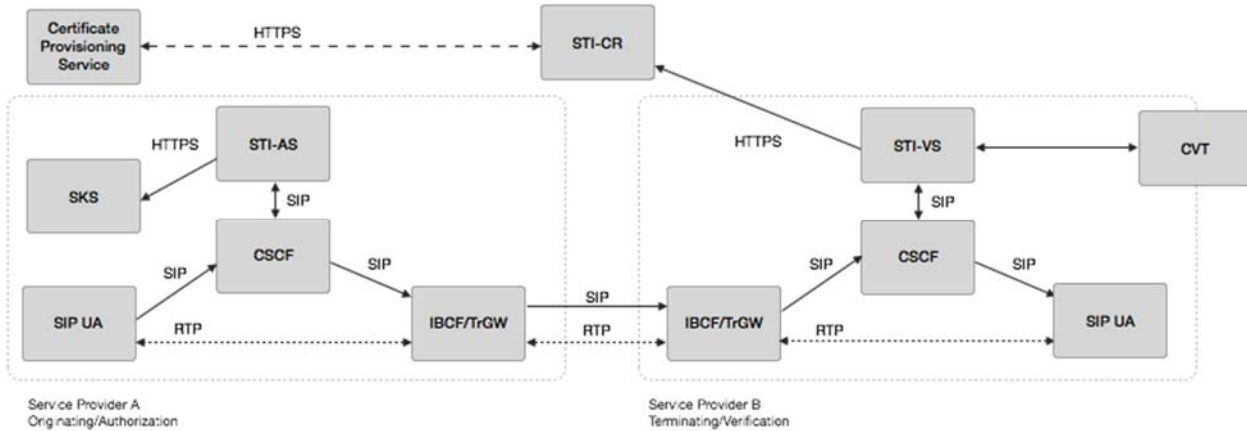 Certificate
Provisioning
Service
HTTPS
STI-CR
HTTPS
STI-AS
HTTPS
STI-VS
CVT
SKS
SIP
SIP
CSCF
CSCF
SIP
SIP
SIP
SIP
SIP
SIP UA
RTP
IBCF/TrGW
RTP
IBCF/TrGW
RTP
SIP UA
Service Provider A
Originating/Authorization
Service Provider B
Terminating/Verification